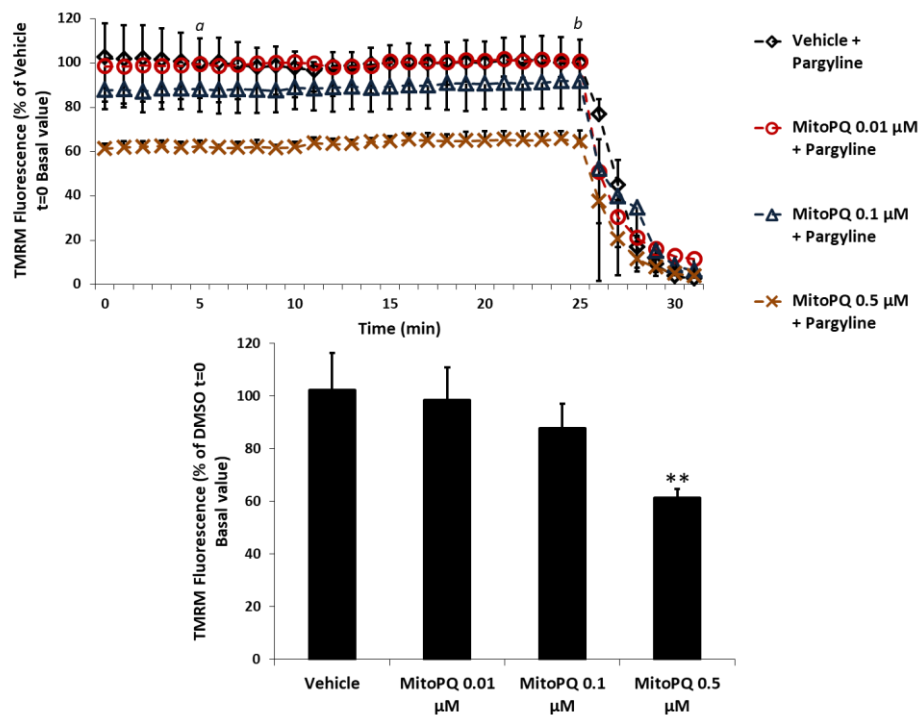 TMRM Fluorescence (% of Vehicle
t=0 Basal value)
120
100
80
60
40
20
0
a
b
0
5
10
15
20
25
30
Time (min)
Vehicle +
Pargyline
MitoPQ 0.01 µM
+ Pargyline
MitoPQ 0.1 µM
+ Pargyline
MitoPQ 0.5 µM
+ Pargyline
TMRM Fluorescence (% of DMSO t=0
Basal value)
120
100
80
60
40
20
0
**
Vehicle
MitoPQ 0.01
µM
MitoPQ 0.1
µM
MitoPQ 0.5
µM